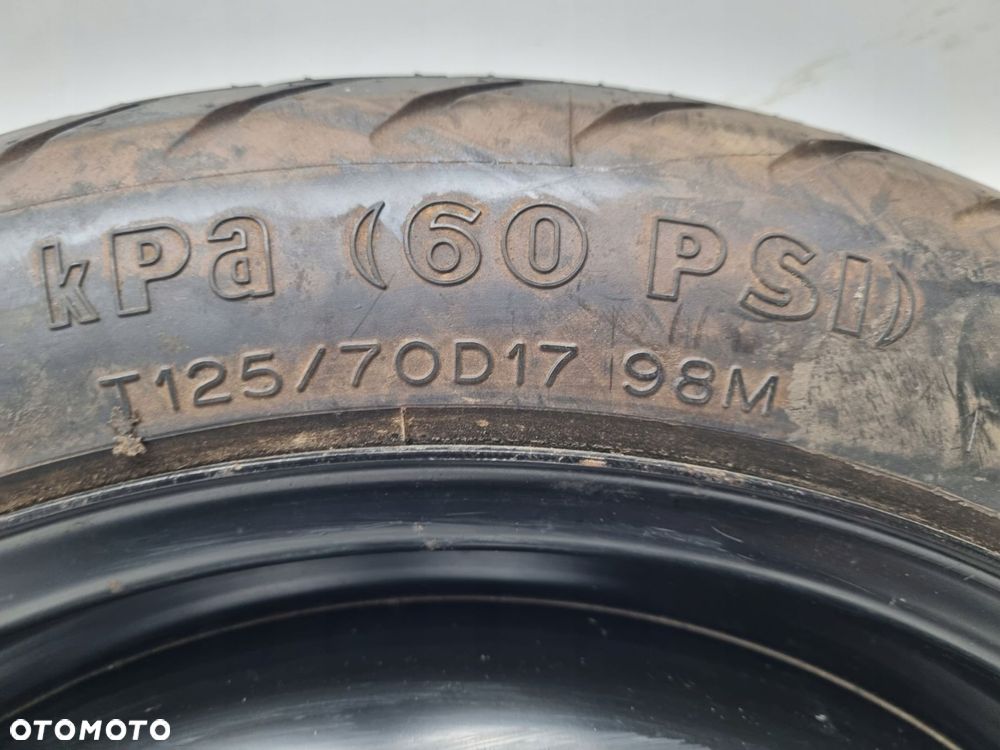 kPa (60 PSI)
T125/70D17 98M
OTOMOTO